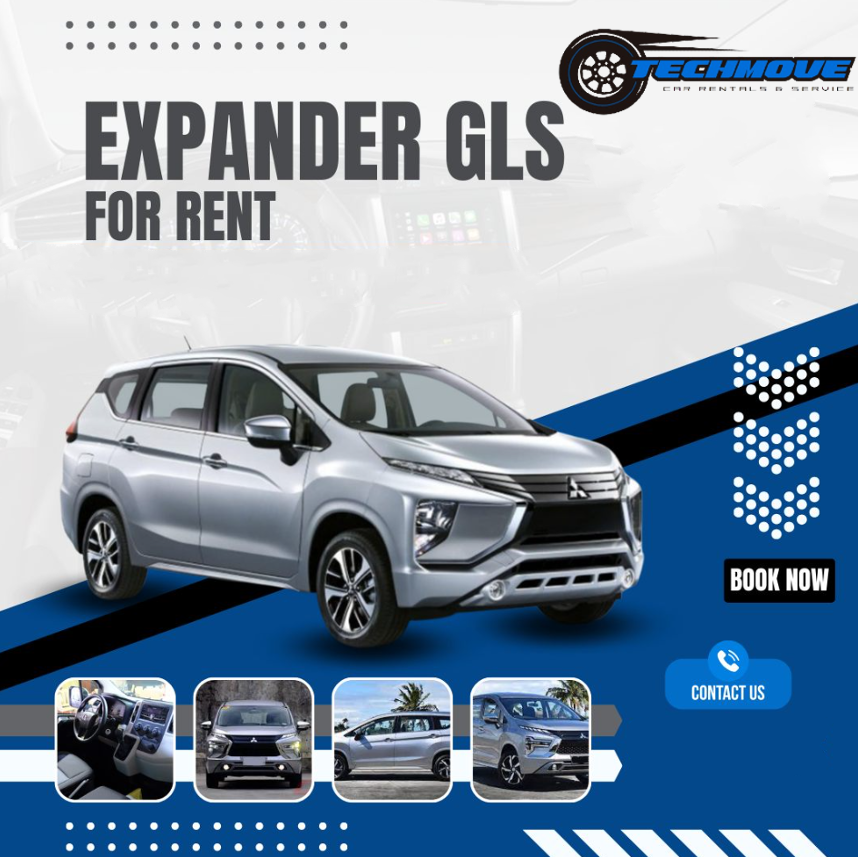 TECHMOVE
CAR RENTALS & SERVICE
EXPANDER GLS
FOR RENT
BOOK NOW
CONTACT US